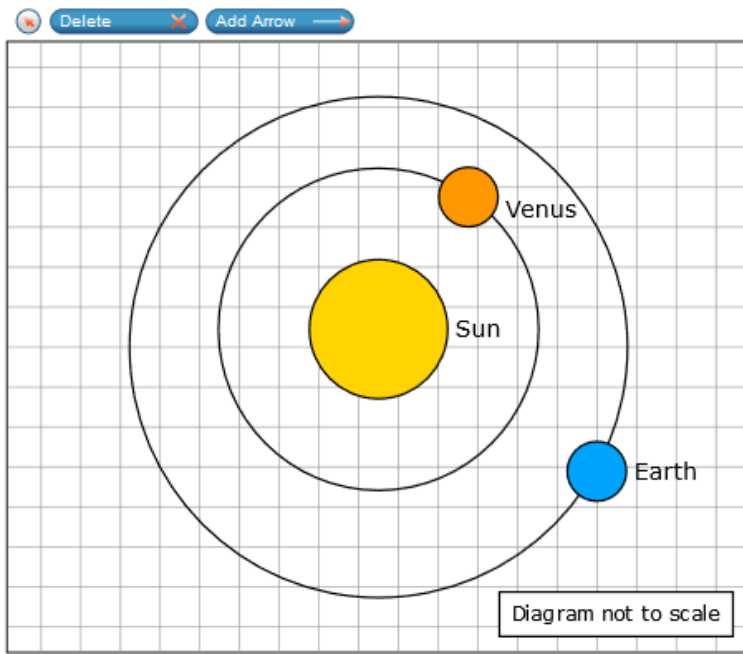 Delete Add Arrow
Venus
Sun
Earth
Diagram not to scale